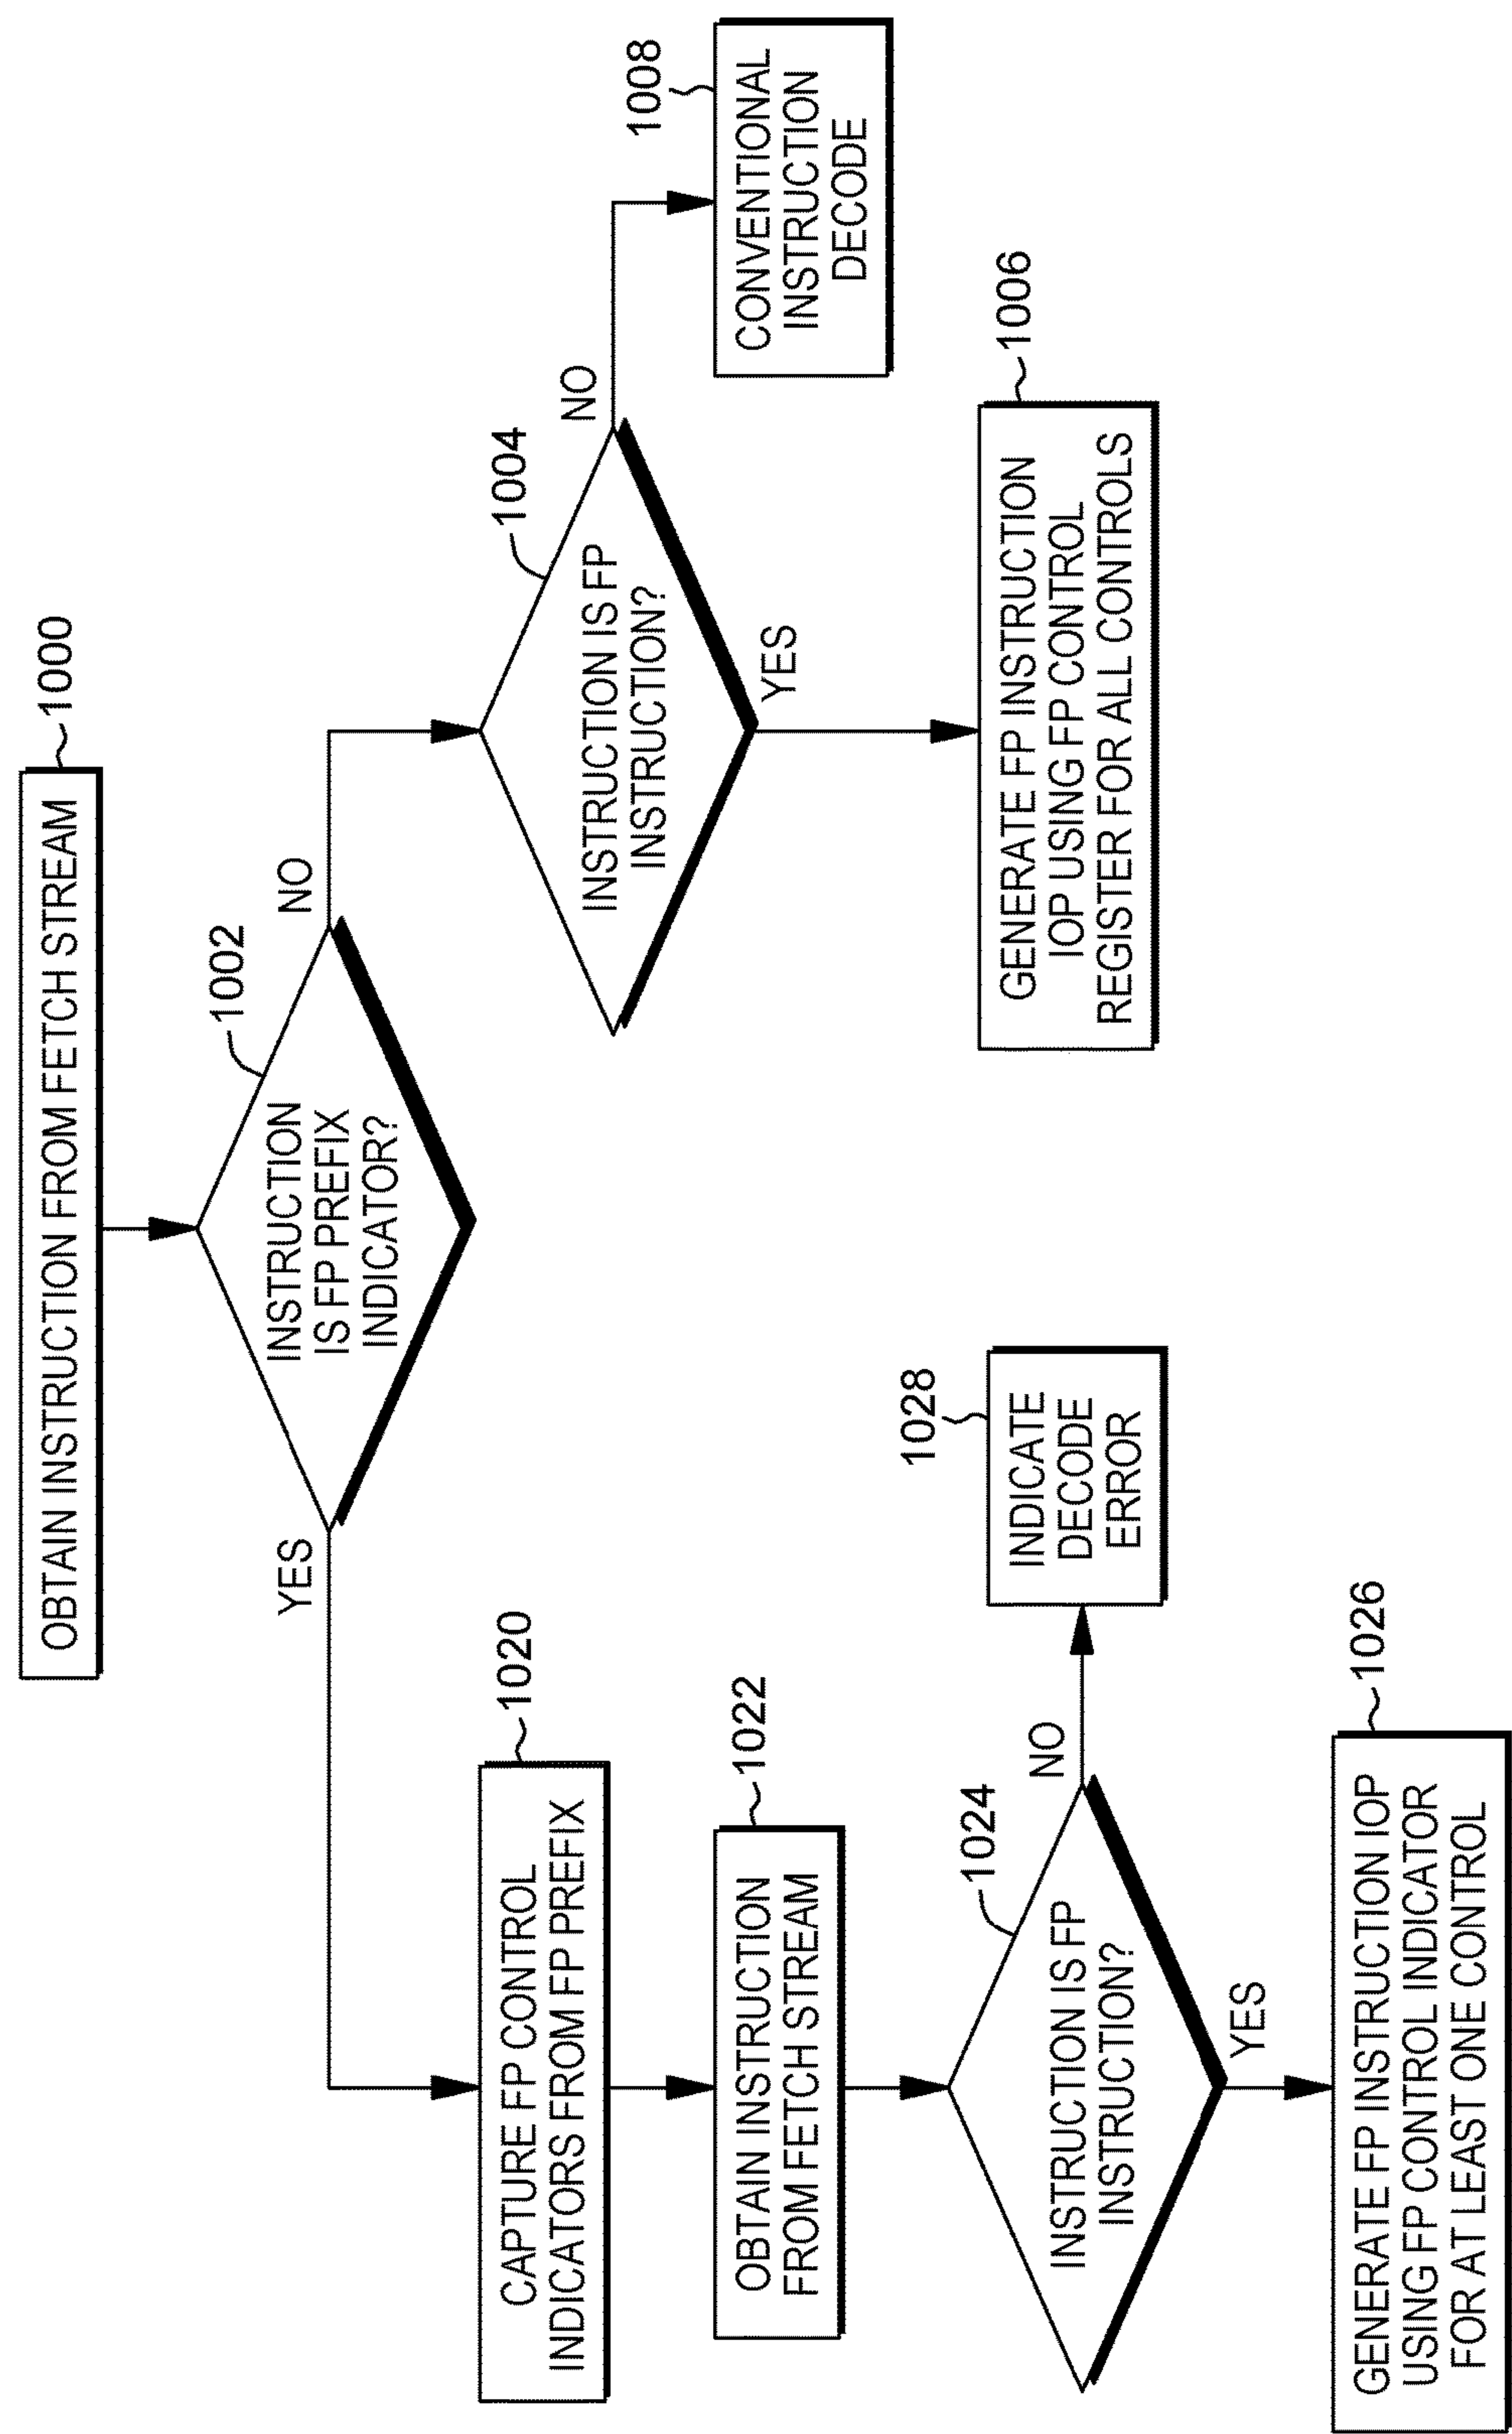 OBTAIN INSTRUCTION FROM FETCH STREAM
1000
INSTRUCTION
IS FP PREFIX
INDICATOR?
1002
YES
NO
CAPTURE FP CONTROL
INDICATORS FROM FP PREFIX
1020
OBTAIN INSTRUCTION
FROM FETCH STREAM
1022
INSTRUCTION IS FP
INSTRUCTION?
1024
NO
INDICATE
DECODE
ERROR
1028
YES
GENERATE FP INSTRUCTION IOP
USING FP CONTROL INDICATOR
FOR AT LEAST ONE CONTROL
1026
INSTRUCTION IS FP
INSTRUCTION?
1004
NO
CONVENTIONAL
INSTRUCTION
DECODE
1008
YES
GENERATE FP INSTRUCTION
IOP USING FP CONTROL
REGISTER FOR ALL CONTROLS
1006